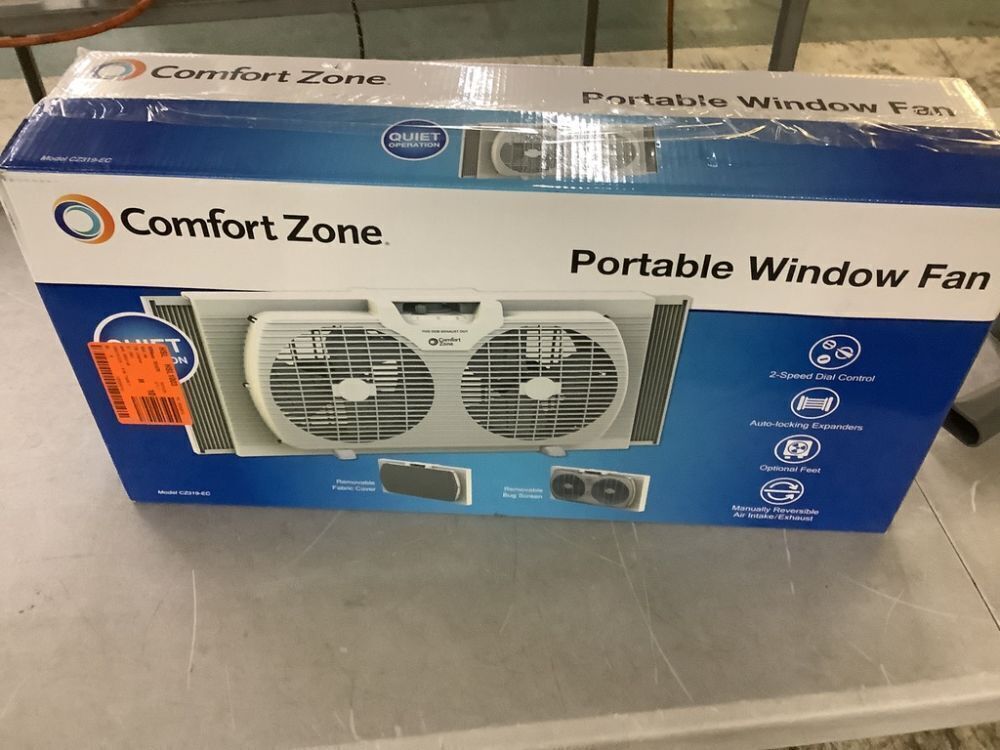 Comfort Zone
Portable Window Fan
QUIET
OPERATION
Model CZ319-EC
Comfort Zone
Portable Window Fan
QUIET
ON
Comfort
Zone
2-Speed Dial Control
Auto-locking Expanders
Optional Feet
Manually Reversible
Air Intake/Exhaust
Removable
Fabric Cover
Removable
Bug Screen
Model CZ319-EC